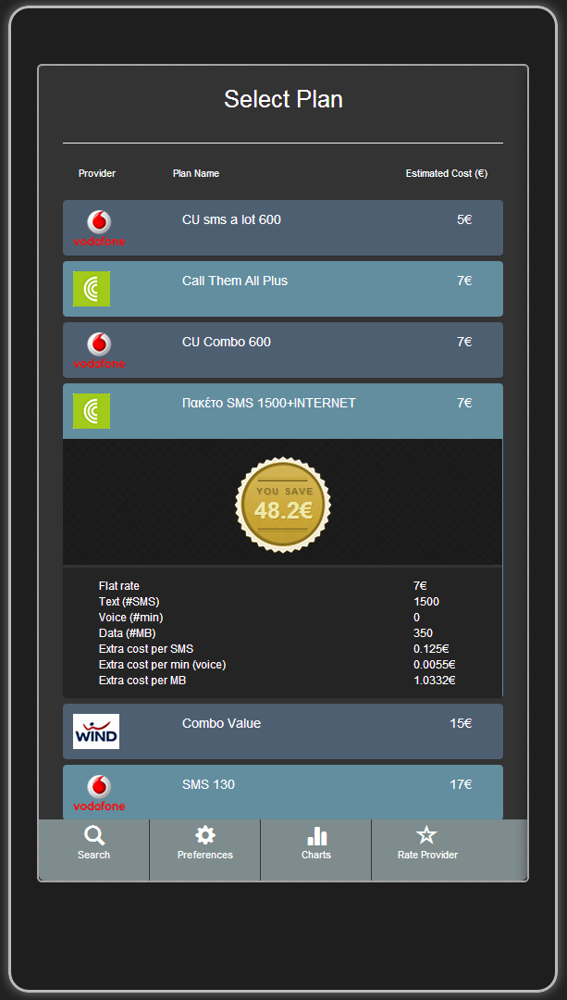 Select Plan
Provider Plan Name Estimated Cost (€)
CU sms a lot 600 5€
vodafone
Call Them All Plus 7€
CU Combo 600 7€
vodafone
Πακέτο SMS 1500+INTERNET 7€
YOU SAVE
48.2€
Flat rate 7€
Text (#SMS) 1500
Voice (#min) 0
Data (#MB) 350
Extra cost per SMS 0.125€
Extra cost per min (voice) 0.0055€
Extra cost per MB 1.0332€
Combo Value 15€
WIND
SMS 130 17€
vodafone
Search Preferences Charts Rate Provider